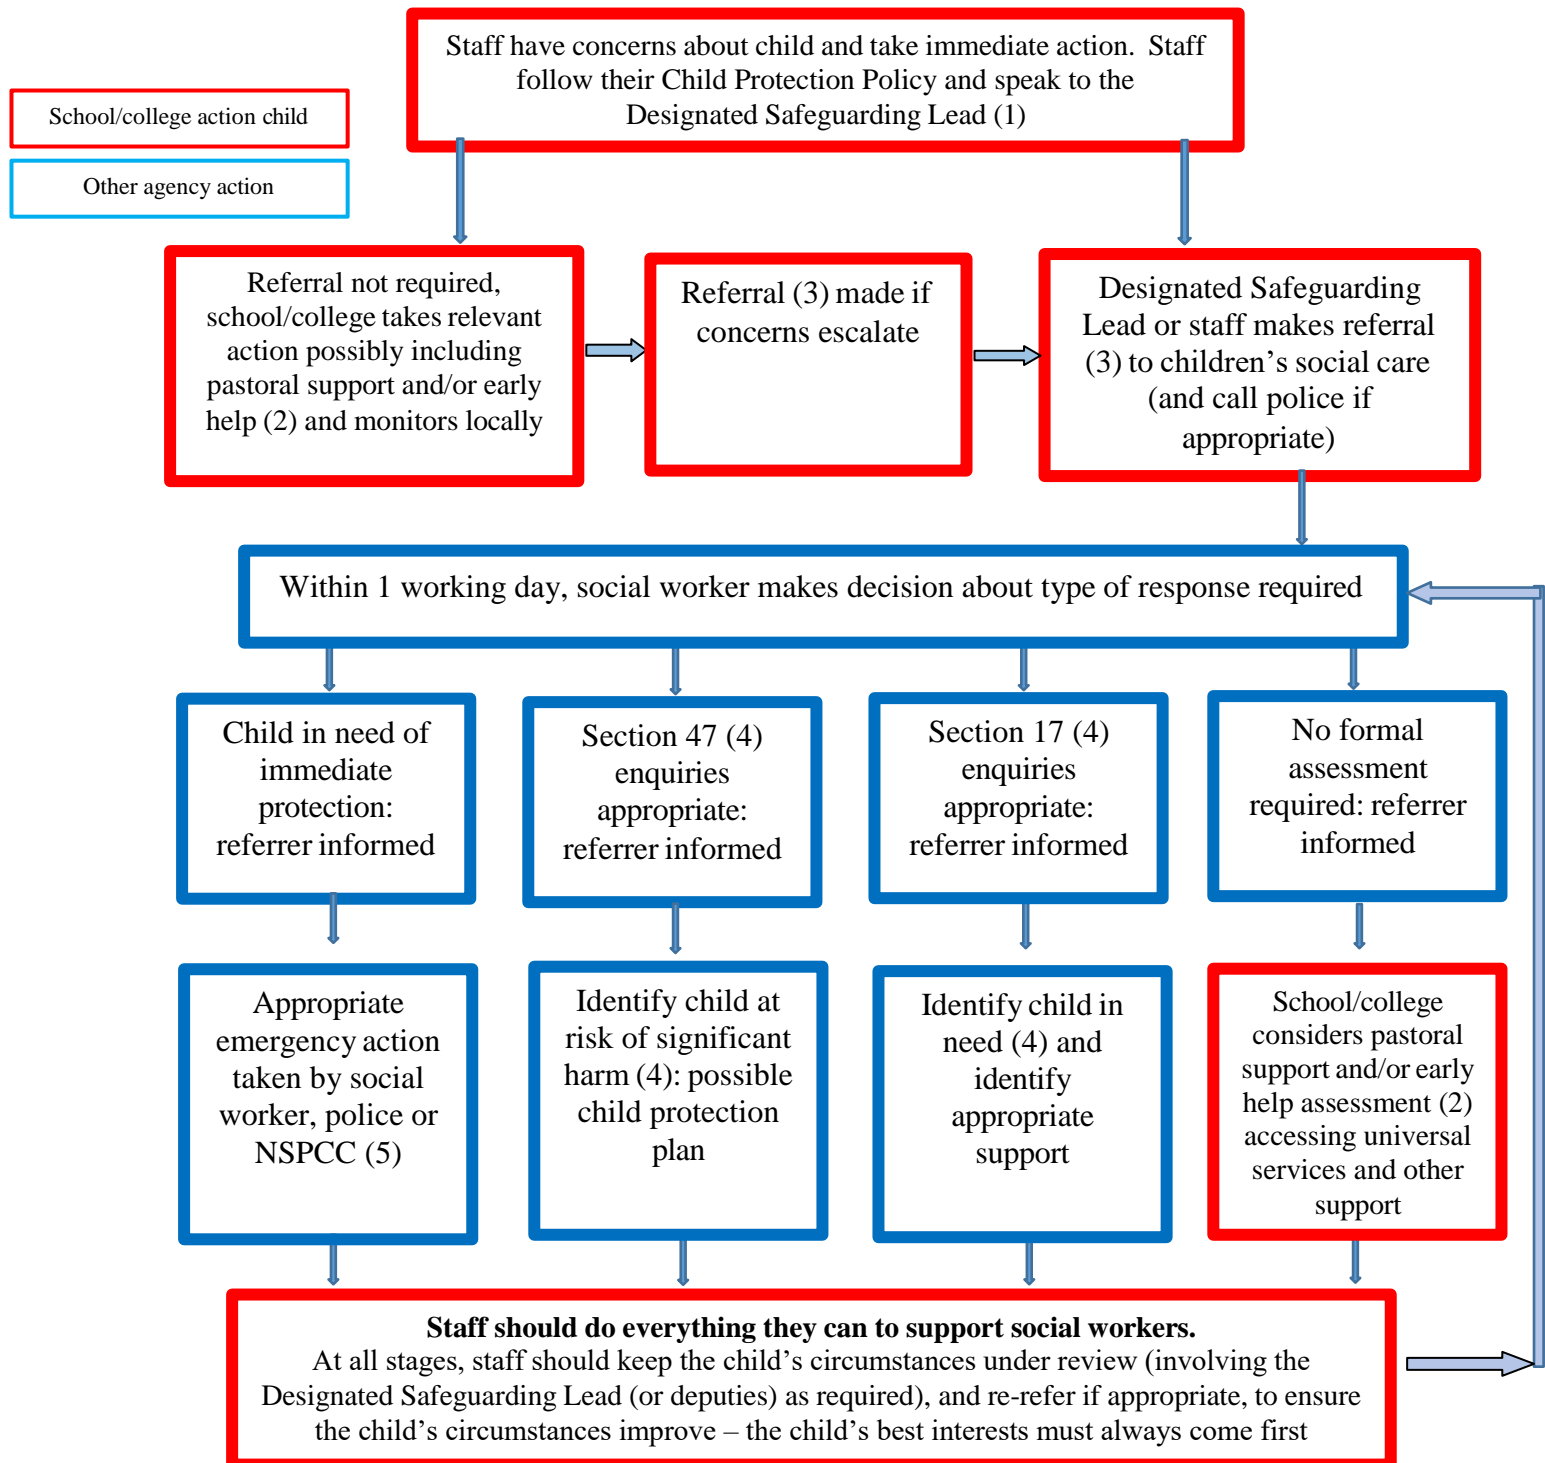 Staff have concerns about child and take immediate action.  Staff
follow their Child Protection Policy and speak to the
Designated Safeguarding Lead (1)
School/college action child
Other agency action
Referral not required,
school/college takes relevant
action possibly including
pastoral support and/or early
help (2) and monitors locally
Referral (3) made if
concerns escalate
Designated Safeguarding
Lead or staff makes referral
(3) to children’s social care
(and call police if
appropriate)
Within 1 working day, social worker makes decision about type of response required
Child in need of
immediate
protection:
referrer informed
Section 47 (4)
enquiries
appropriate:
referrer informed
Section 17 (4)
enquiries
appropriate:
referrer informed
No formal
assessment
required: referrer
informed
Appropriate
emergency action
taken by social
worker, police or
NSPCC (5)
Identify child at
risk of significant
harm (4): possible
child protection
plan
Identify child in
need (4) and
identify
appropriate
support
School/college
considers pastoral
support and/or early
help assessment (2)
accessing universal
services and other
support
Staff should do everything they can to support social workers.
At all stages, staff should keep the child’s circumstances under review (involving the
Designated Safeguarding Lead (or deputies) as required), and re-refer if appropriate, to ensure
the child’s circumstances improve – the child’s best interests must always come first